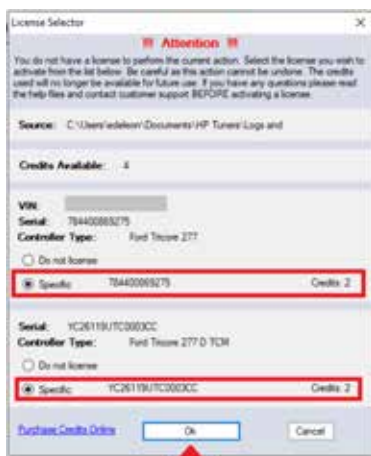 License Selector
!!! Attention !!!
You do not have a license to perform the current action. Select the license you wish to
activate from the list below. Be careful as this action cannot be undone. The credits
used will no longer be available for future use. If you have any questions please read
the help files and contact customer support BEFORE activating a license.
Source: C:\Users\edeleon\Documents\HP Tuners\Logs and
Credits Available: 4
VIN:
Serial: 784400869275
Controller Type: Ford Tricore 277
Do not license
Specific 784400869275 Credits: 2
Serial: YC26119UTC0003CC
Controller Type: Ford Tricore 277 D TCM
Do not license
Specific YC26119UTC0003CC Credits: 2
Purchase Credits Online Ok Cancel